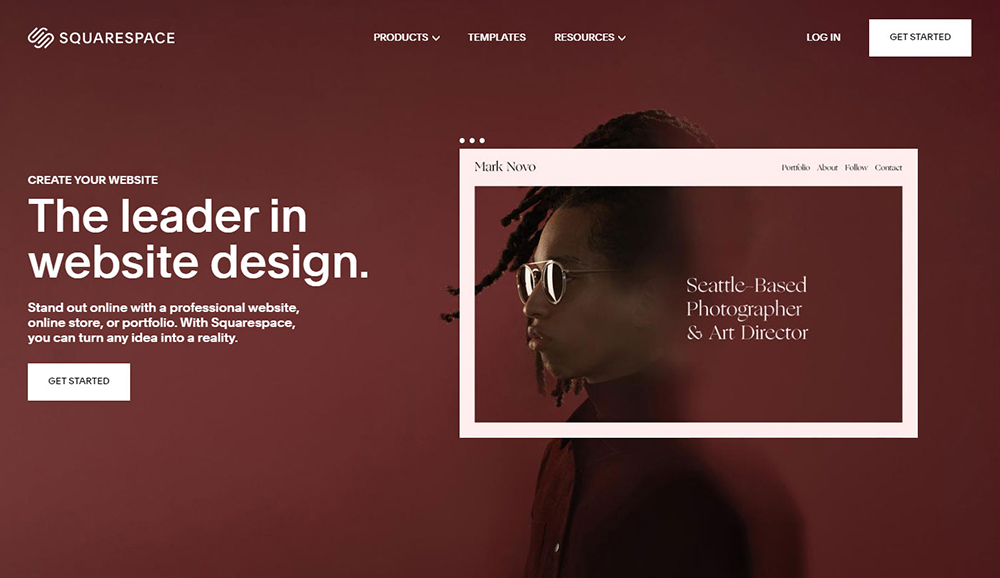 SQUARESPACE
PRODUCTS
TEMPLATES
RESOURCES
LOG IN
GET STARTED
CREATE YOUR WEBSITE
The leader in
website design.
Stand out online with a professional website,
online store, or portfolio. With Squarespace,
you can turn any idea into a reality.
GET STARTED
Mark Novo
Portfolio About Follow Contact
Seattle-Based
Photographer
& Art Director